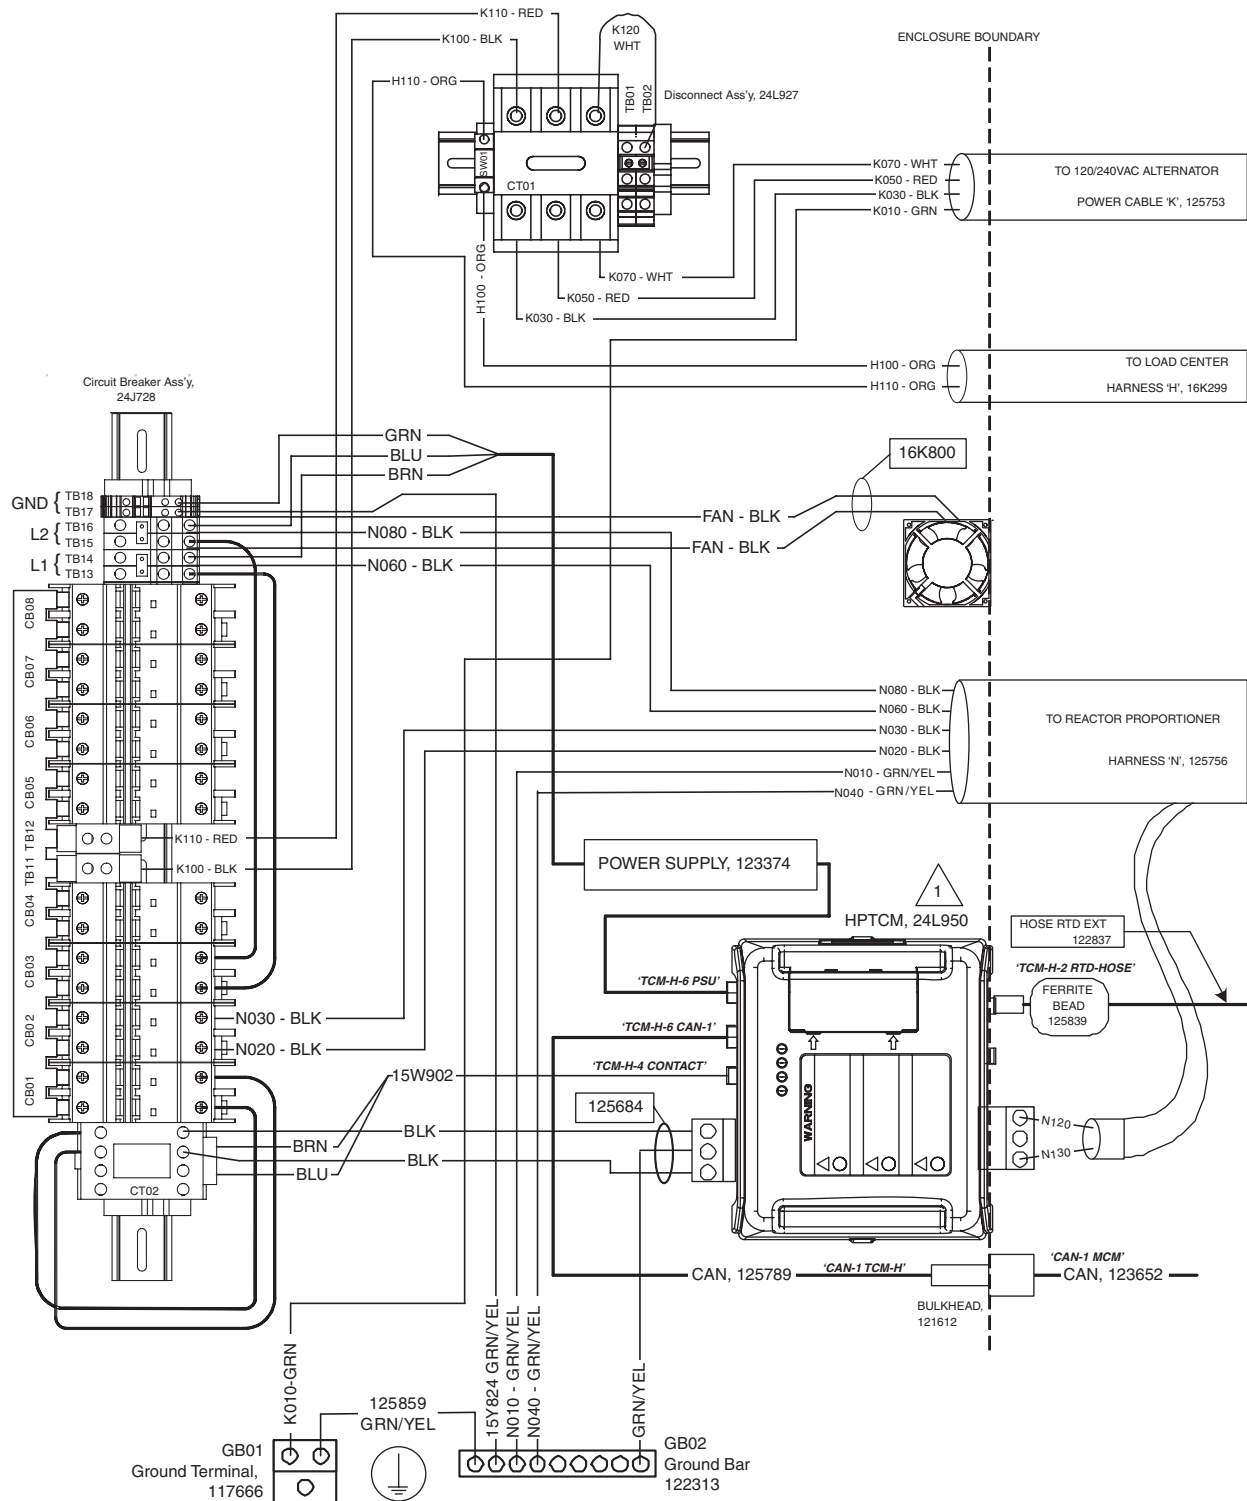 K110 - RED
K100 - BLK
K120
WHT
ENCLOSURE BOUNDARY
H110 - ORG
TB01
TB02
Disconnect Ass'y, 24L927
SW01
CT01
K070 - WHT
K050 - RED
K030 - BLK
K010 - GRN
TO 120/240VAC ALTERNATOR
POWER CABLE ‘K’, 125753
H100 - ORG
K070 - WHT
K050 - RED
K030 - BLK
H100 - ORG
H110 - ORG
TO LOAD CENTER
HARNESS ‘H’, 16K299
Circuit Breaker Ass'y,
24J728
GRN
BLU
BRN
16K800
GND { TB18
TB17
L2 { TB16
TB15
L1 { TB14
TB13
FAN - BLK
N080 - BLK
FAN - BLK
N060 - BLK
CB08
CB07
CB06
CB05
TB12
TB11
CB04
CB03
CB02
CB01
N080 - BLK
N060 - BLK
N030 - BLK
N020 - BLK
N010 - GRN/YEL
N040 - GRN/YEL
TO REACTOR PROPORTIONER
HARNESS ‘N’, 125756
K110 - RED
K100 - BLK
POWER SUPPLY, 123374
1
HPTCM, 24L950
HOSE RTD EXT
122837
'TCM-H-6 PSU'
'TCM-H-2 RTD-HOSE'
FERRITE
BEAD
125839
'TCM-H-6 CAN-1'
'TCM-H-4 CONTACT'
N030 - BLK
N020 - BLK
15W902
125684
WARNING
BLK
BRN
BLK
BLU
CT02
N120
N130
CAN, 125789
'CAN-1 TCM-H'
'CAN-1 MCM'
CAN, 123652
BULKHEAD,
121612
K010-GRN
15Y824 GRN/YEL
N010 - GRN/YEL
N040 - GRN/YEL
GRN/YEL
125859
GRN/YEL
GB01
Ground Terminal,
117666
GB02
Ground Bar
122313